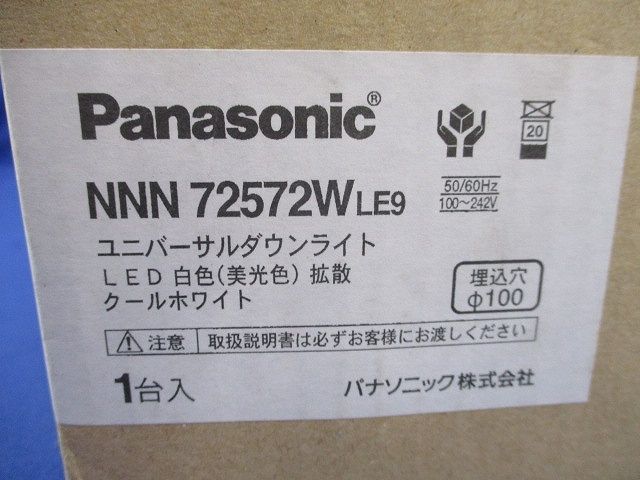 Panasonic®
20
NNN 72572WLE9
50/60Hz
100~242V
ユニバーサルダウンライト
LED 白色(美光色) 拡散
クールホワイト
埋込穴
φ100
注意 取扱説明書は必ずお客様にお渡しください
1台入
パナソニック株式会社